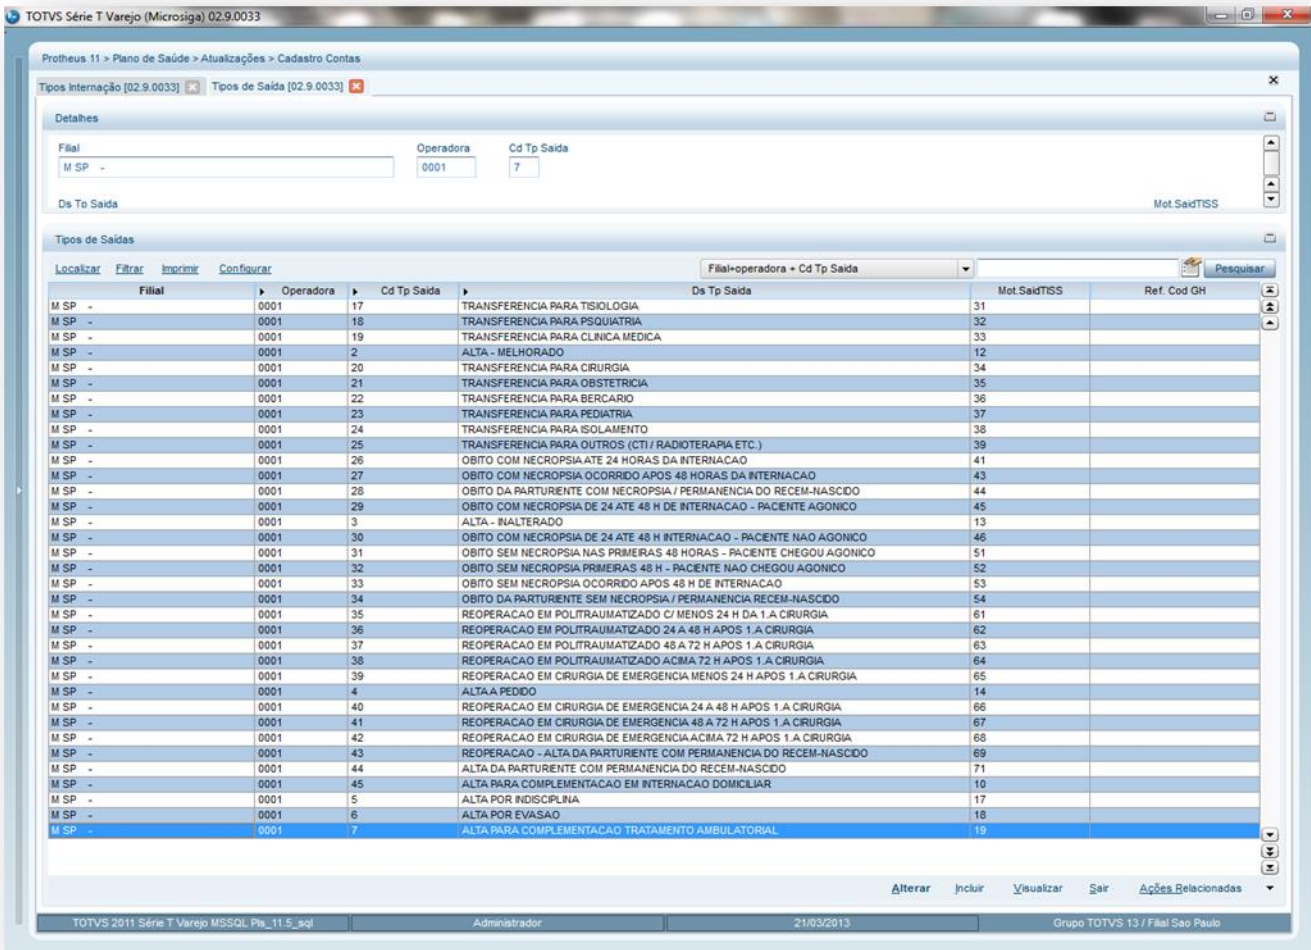 TOTVS Série T Varejo (Microsiga) 02.9.0033
Protheus 11 > Plano de Saúde > Atualizações > Cadastro Contas
Tipos Internação [02.9.0033] Tipos de Saída [02.9.0033]
Detalhes
Filial Operadora Cd Tp Saida
M SP - 0001 7
Ds Tp Saida Mot.SaidTISS
Tipos de Saídas
Localizar Filtrar Imprimir Configurar Filial+operadora + Cd Tp Saida Pesquisar
Filial Operadora Cd Tp Saida Ds Tp Saida Mot.SaidTISS Ref. Cod GH
M SP - 0001 17 TRANSFERENCIA PARA TISIOLOGIA 31
M SP - 0001 18 TRANSFERENCIA PARA PSQUIATRIA 32
M SP - 0001 19 TRANSFERENCIA PARA CLINICA MEDICA 33
M SP - 0001 2 ALTA - MELHORADO 12
M SP - 0001 20 TRANSFERENCIA PARA CIRURGIA 34
M SP - 0001 21 TRANSFERENCIA PARA OBSTETRICIA 35
M SP - 0001 22 TRANSFERENCIA PARA BERCARIO 36
M SP - 0001 23 TRANSFERENCIA PARA PEDIATRIA 37
M SP - 0001 24 TRANSFERENCIA PARA ISOLAMENTO 38
M SP - 0001 25 TRANSFERENCIA PARA OUTROS (CTI / RADIOTERAPIA ETC.) 39
M SP - 0001 26 OBITO COM NECROPSIA ATE 24 HORAS DA INTERNACAO 41
M SP - 0001 27 OBITO COM NECROPSIA OCORRIDO APOS 48 HORAS DA INTERNACAO 43
M SP - 0001 28 OBITO DA PARTURIENTE COM NECROPSIA / PERMANENCIA DO RECEM-NASCIDO 44
M SP - 0001 29 OBITO COM NECROPSIA DE 24 ATE 48 H DE INTERNACAO - PACIENTE AGONICO 45
M SP - 0001 3 ALTA - INALTERADO 13
M SP - 0001 30 OBITO COM NECROPSIA DE 24 ATE 48 H INTERNACAO - PACIENTE NAO AGONICO 46
M SP - 0001 31 OBITO SEM NECROPSIA NAS PRIMEIRAS 48 HORAS - PACIENTE CHEGOU AGONICO 51
M SP - 0001 32 OBITO SEM NECROPSIA PRIMEIRAS 48 H - PACIENTE NAO CHEGOU AGONICO 52
M SP - 0001 33 OBITO SEM NECROPSIA OCORRIDO APOS 48 H DE INTERNACAO 53
M SP - 0001 34 OBITO DA PARTURIENTE SEM NECROPSIA / PERMANENCIA RECEM-NASCIDO 54
M SP - 0001 35 REOPERACAO EM POLITRAUMATIZADO C/ MENOS 24 H DA 1.A CIRURGIA 61
M SP - 0001 36 REOPERACAO EM POLITRAUMATIZADO 24 A 48 H APOS 1.A CIRURGIA 62
M SP - 0001 37 REOPERACAO EM POLITRAUMATIZADO 48 A 72 H APOS 1.A CIRURGIA 63
M SP - 0001 38 REOPERACAO EM POLITRAUMATIZADO ACIMA 72 H APOS 1.A CIRURGIA 64
M SP - 0001 39 REOPERACAO EM CIRURGIA DE EMERGENCIA MENOS 24 H APOS 1.A CIRURGIA 65
M SP - 0001 4 ALTA A PEDIDO 14
M SP - 0001 40 REOPERACAO EM CIRURGIA DE EMERGENCIA 24 A 48 H APOS 1.A CIRURGIA 66
M SP - 0001 41 REOPERACAO EM CIRURGIA DE EMERGENCIA 48 A 72 H APOS 1.A CIRURGIA 67
M SP - 0001 42 REOPERACAO EM CIRURGIA DE EMERGENCIA ACIMA 72 H APOS 1.A CIRURGIA 68
M SP - 0001 43 REOPERACAO - ALTA DA PARTURIENTE COM PERMANENCIA DO RECEM-NASCIDO 69
M SP - 0001 44 ALTA DA PARTURIENTE COM PERMANENCIA DO RECEM-NASCIDO 71
M SP - 0001 45 ALTA PARA COMPLEMENTACAO EM INTERNACAO DOMICILIAR 10
M SP - 0001 5 ALTA POR INDISCIPLINA 17
M SP - 0001 6 ALTA POR EVASAO 18
M SP - 0001 7 ALTA PARA COMPLEMENTACAO TRATAMENTO AMBULATORIAL 19
Alterar Incluir Visualizar Sair Ações Relacionadas
TOTVS 2011 Série T Varejo MSSQL Pls_11.5_sql Administrador 21/03/2013 Grupo TOTVS 13 / Filial Sao Paulo